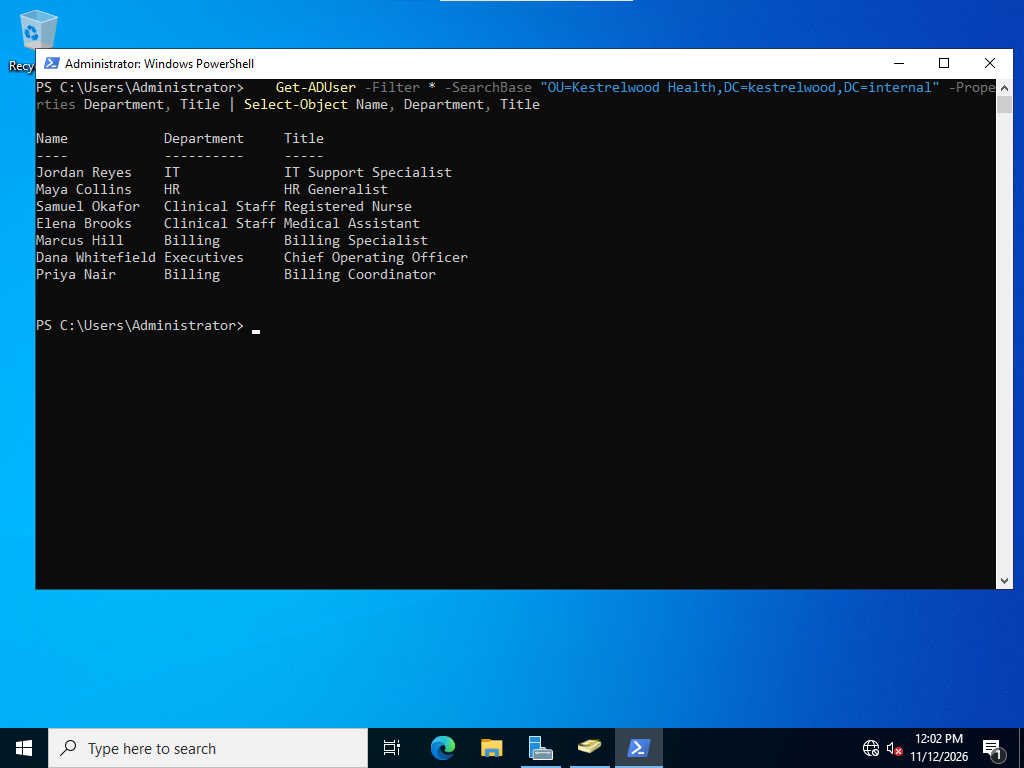 Recy
Administrator: Windows PowerShell
PS C:\Users\Administrator>    Get-ADUser -Filter * -SearchBase "OU=Kestrelwood Health,DC=kestrelwood,DC=internal" -Prope
rties Department, Title | Select-Object Name, Department, Title
Name            Department     Title
----            ----------     -----
Jordan Reyes    IT             IT Support Specialist
Maya Collins    HR             HR Generalist
Samuel Okafor   Clinical Staff Registered Nurse
Elena Brooks    Clinical Staff Medical Assistant
Marcus Hill     Billing        Billing Specialist
Dana Whitefield Executives     Chief Operating Officer
Priya Nair      Billing        Billing Coordinator
PS C:\Users\Administrator>
Type here to search
12:02 PM
11/12/2026
1